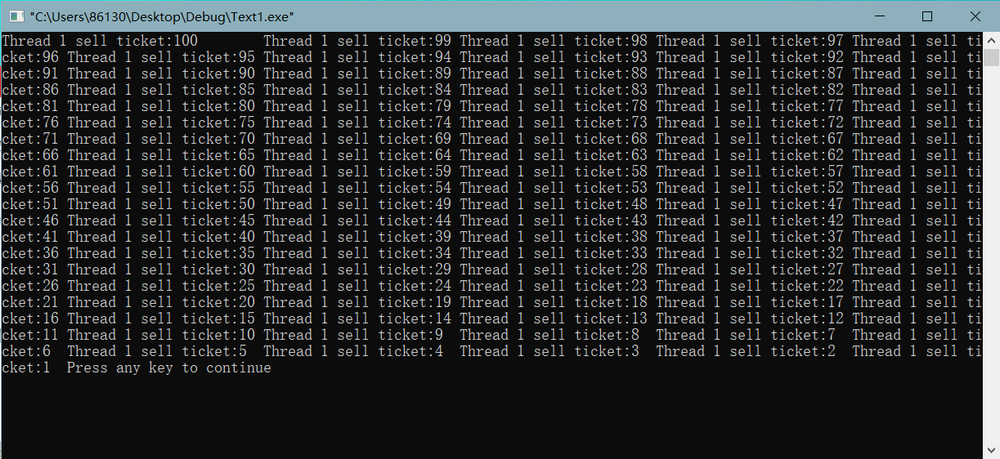 "C:\Users\86130\Desktop\Debug\Text1.exe"
Thread 1 sell ticket:100        Thread 1 sell ticket:99 Thread 1 sell ticket:98 Thread 1 sell ticket:97 Thread 1 sell ti
cket:96 Thread 1 sell ticket:95 Thread 1 sell ticket:94 Thread 1 sell ticket:93 Thread 1 sell ticket:92 Thread 1 sell ti
cket:91 Thread 1 sell ticket:90 Thread 1 sell ticket:89 Thread 1 sell ticket:88 Thread 1 sell ticket:87 Thread 1 sell ti
cket:86 Thread 1 sell ticket:85 Thread 1 sell ticket:84 Thread 1 sell ticket:83 Thread 1 sell ticket:82 Thread 1 sell ti
cket:81 Thread 1 sell ticket:80 Thread 1 sell ticket:79 Thread 1 sell ticket:78 Thread 1 sell ticket:77 Thread 1 sell ti
cket:76 Thread 1 sell ticket:75 Thread 1 sell ticket:74 Thread 1 sell ticket:73 Thread 1 sell ticket:72 Thread 1 sell ti
cket:71 Thread 1 sell ticket:70 Thread 1 sell ticket:69 Thread 1 sell ticket:68 Thread 1 sell ticket:67 Thread 1 sell ti
cket:66 Thread 1 sell ticket:65 Thread 1 sell ticket:64 Thread 1 sell ticket:63 Thread 1 sell ticket:62 Thread 1 sell ti
cket:61 Thread 1 sell ticket:60 Thread 1 sell ticket:59 Thread 1 sell ticket:58 Thread 1 sell ticket:57 Thread 1 sell ti
cket:56 Thread 1 sell ticket:55 Thread 1 sell ticket:54 Thread 1 sell ticket:53 Thread 1 sell ticket:52 Thread 1 sell ti
cket:51 Thread 1 sell ticket:50 Thread 1 sell ticket:49 Thread 1 sell ticket:48 Thread 1 sell ticket:47 Thread 1 sell ti
cket:46 Thread 1 sell ticket:45 Thread 1 sell ticket:44 Thread 1 sell ticket:43 Thread 1 sell ticket:42 Thread 1 sell ti
cket:41 Thread 1 sell ticket:40 Thread 1 sell ticket:39 Thread 1 sell ticket:38 Thread 1 sell ticket:37 Thread 1 sell ti
cket:36 Thread 1 sell ticket:35 Thread 1 sell ticket:34 Thread 1 sell ticket:33 Thread 1 sell ticket:32 Thread 1 sell ti
cket:31 Thread 1 sell ticket:30 Thread 1 sell ticket:29 Thread 1 sell ticket:28 Thread 1 sell ticket:27 Thread 1 sell ti
cket:26 Thread 1 sell ticket:25 Thread 1 sell ticket:24 Thread 1 sell ticket:23 Thread 1 sell ticket:22 Thread 1 sell ti
cket:21 Thread 1 sell ticket:20 Thread 1 sell ticket:19 Thread 1 sell ticket:18 Thread 1 sell ticket:17 Thread 1 sell ti
cket:16 Thread 1 sell ticket:15 Thread 1 sell ticket:14 Thread 1 sell ticket:13 Thread 1 sell ticket:12 Thread 1 sell ti
cket:11 Thread 1 sell ticket:10 Thread 1 sell ticket:9  Thread 1 sell ticket:8  Thread 1 sell ticket:7  Thread 1 sell ti
cket:6  Thread 1 sell ticket:5  Thread 1 sell ticket:4  Thread 1 sell ticket:3  Thread 1 sell ticket:2  Thread 1 sell ti
cket:1  Press any key to continue